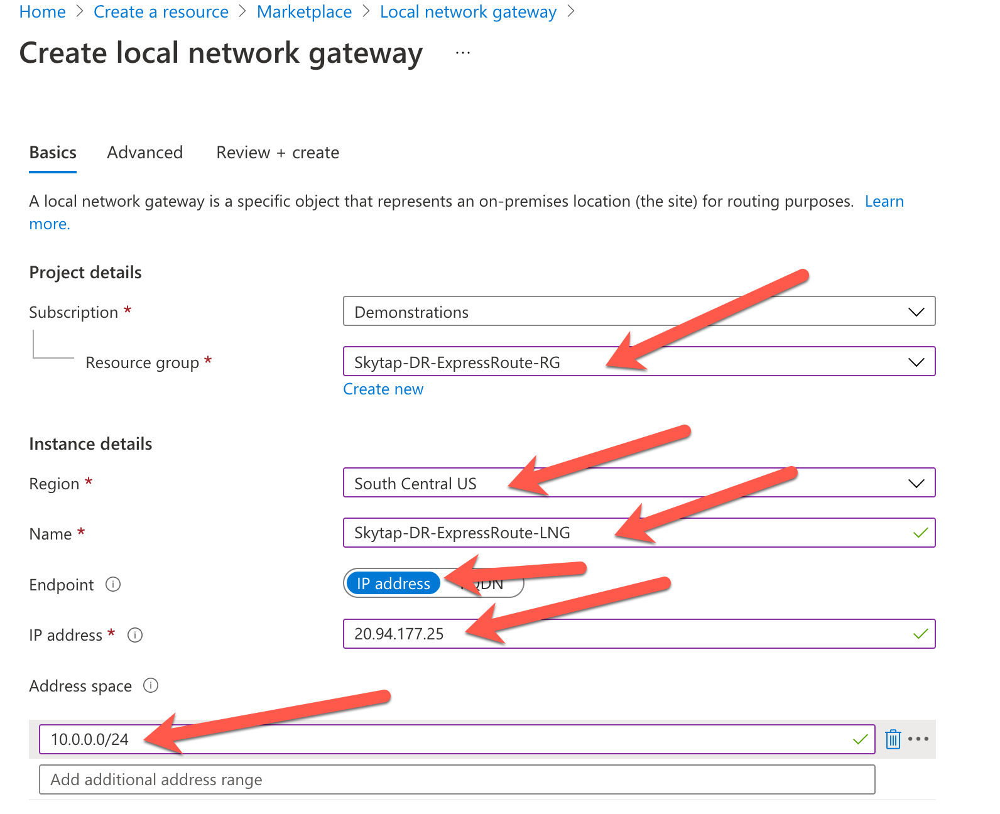 Home > Create a resource > Marketplace > Local network gateway >
Create local network gateway ...
Basics Advanced Review + create
A local network gateway is a specific object that represents an on-premises location (the site) for routing purposes. Learn
more.
Project details
Subscription * Demonstrations
Resource group * Skytap-DR-ExpressRoute-RG
Create new
Instance details
Region * South Central US
Name * Skytap-DR-ExpressRoute-LNG
Endpoint IP address
IP address * 20.94.177.25
Address space
10.0.0.0/24
Add additional address range